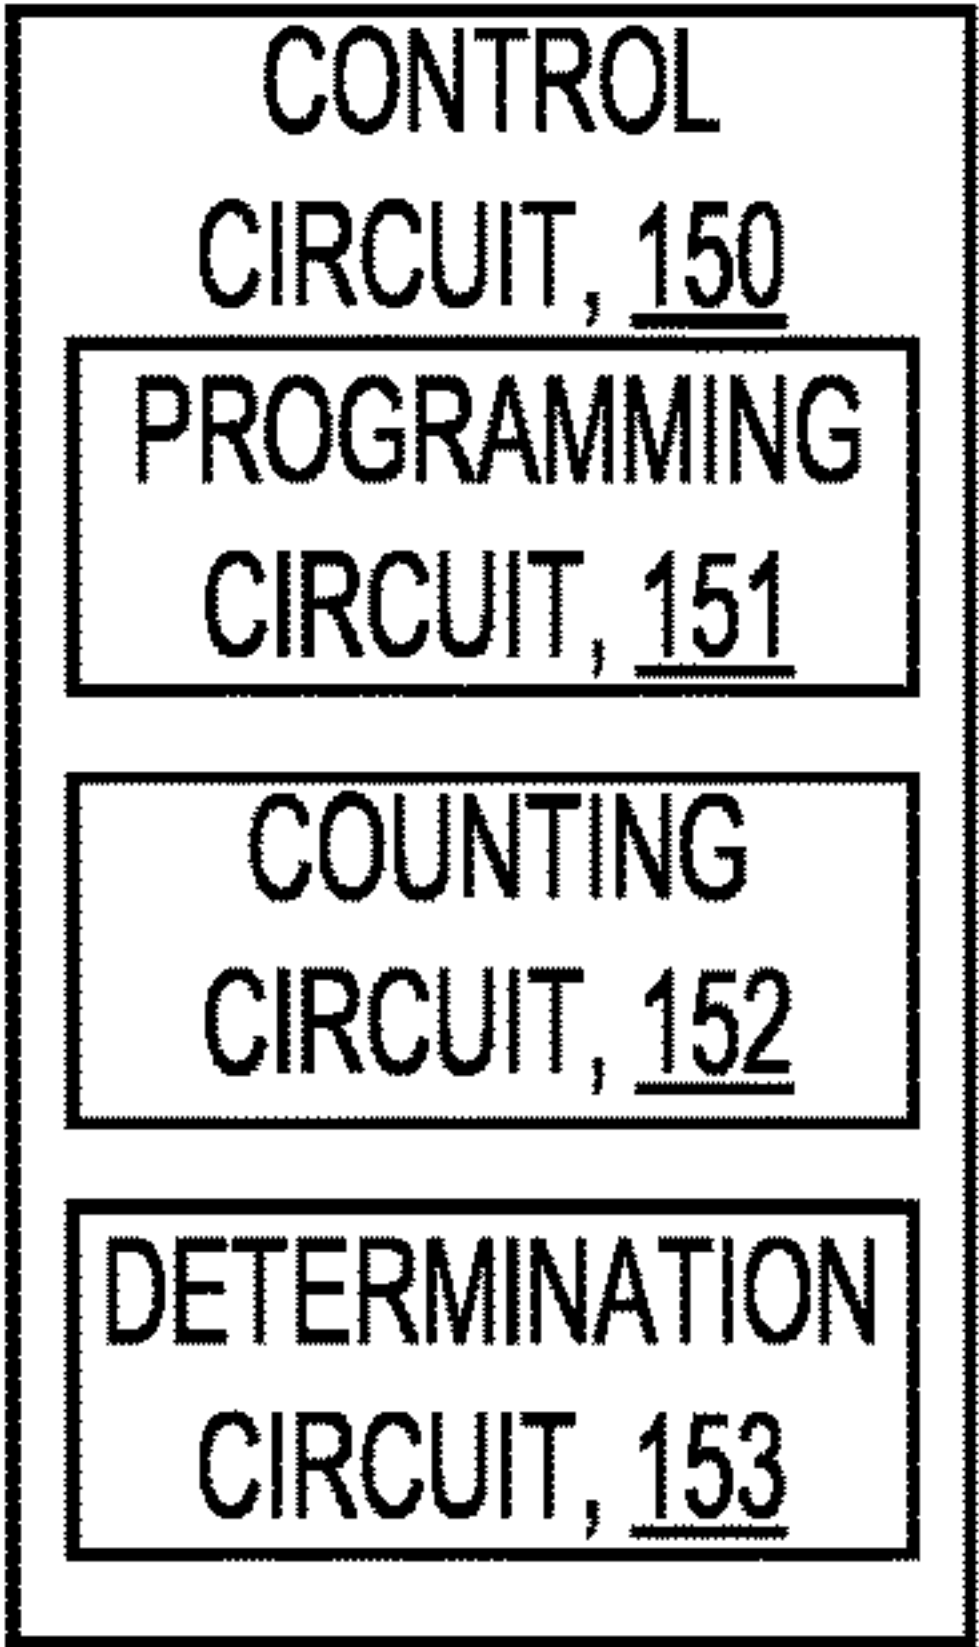 CONTROL
CIRCUIT, 150
PROGRAMMING
CIRCUIT, 151
COUNTING
CIRCUIT, 152
DETERMINATION
CIRCUIT, 153